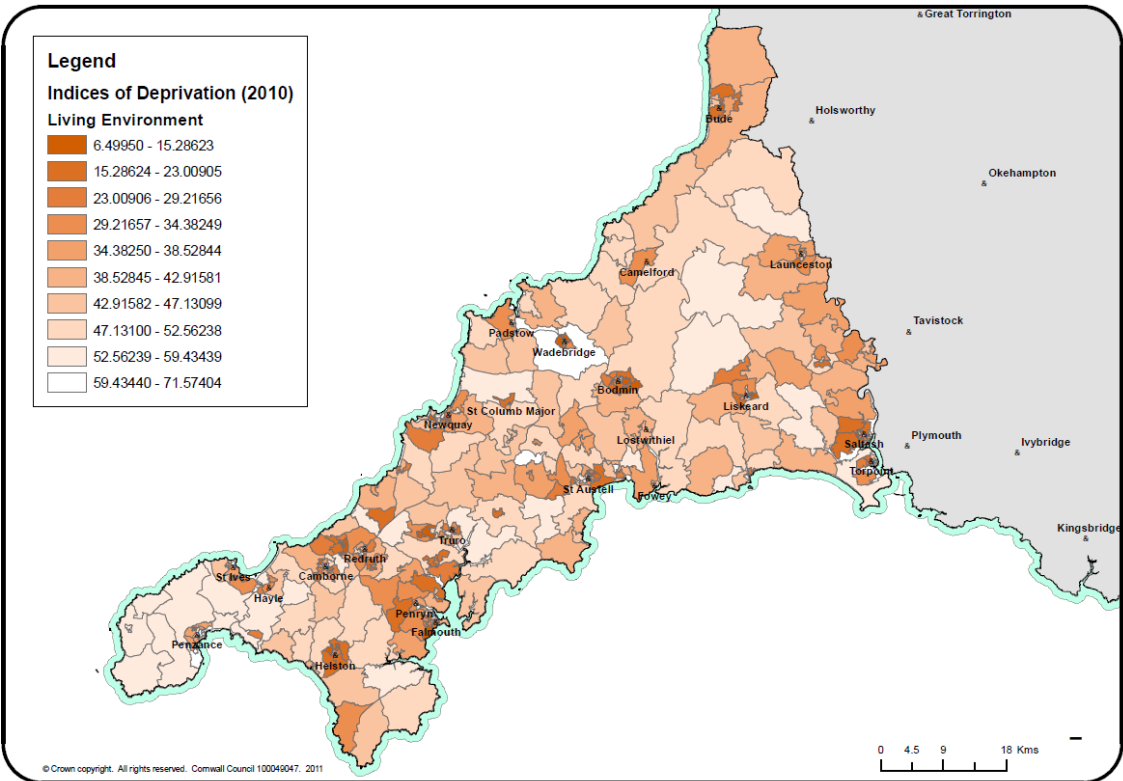 Legend
Indices of Deprivation (2010)
Living Environment
6.49950 - 15.28623
15.28624 - 23.00905
23.00906 - 29.21656
29.21657 - 34.38249
34.38250 - 38.52844
38.52845 - 42.91581
42.91582 - 47.13099
47.13100 - 52.56238
52.56239 - 59.43439
59.43440 - 71.57404
Great Torrington
Bude
Holsworthy
Okehampton
Launceston
Camelford
Tavistock
Padstow
Wadebridge
Bodmin
Liskeard
St Columb Major
Newquay
Lostwithiel
Saltash
Plymouth
Ivybridge
Torpoint
St Austell
Fowey
Kingsbridge
Truro
Redruth
St Ives
Camborne
Hayle
Penryn
Falmouth
Penzance
Helston
0 4.5 9 18 Kms
© Crown copyright. All rights reserved. Cornwall Council 100049047. 2011